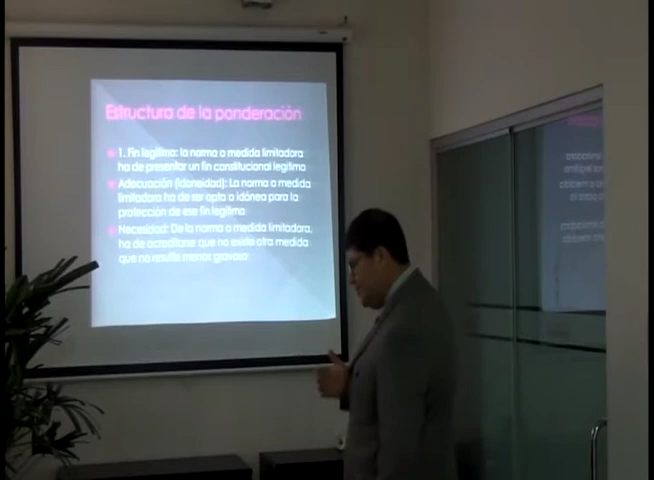 Estructura de la ponderación
1. Fin legítimo: la norma o medida limitadora
ha de presentar un fin constitucional legítimo
Adecuación (idoneidad): La norma o medida
limitadora ha de ser apta o idónea para la
protección de ese fin legítimo
Necesidad: De la norma o medida limitadora,
ha de acreditarse que no existe otra medida
que no resulte menos gravosa